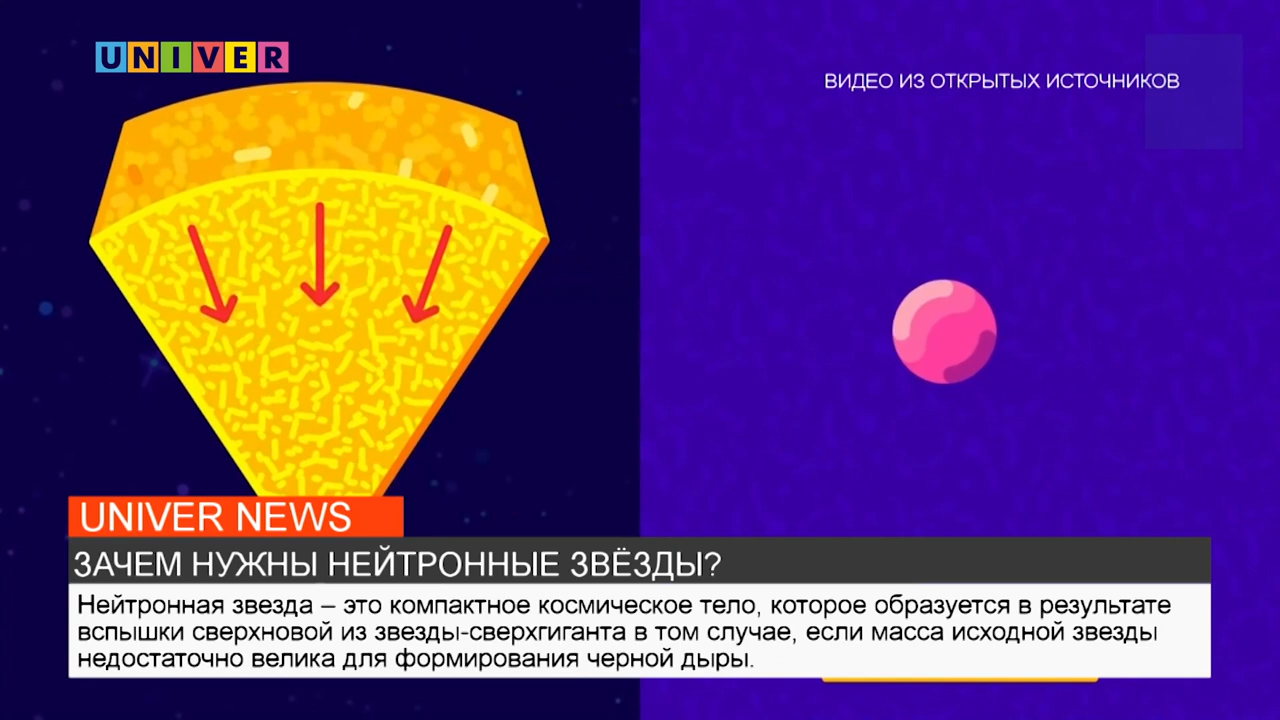 UNIVER
ВИДЕО ИЗ ОТКРЫТЫХ ИСТОЧНИКОВ
UNIVER NEWS
ЗАЧЕМ НУЖНЫ НЕЙТРОННЫЕ ЗВЁЗДЫ?
Нейтронная звезда – это компактное космическое тело, которое образуется в результате
вспышки сверхновой из звезды-сверхгиганта в том случае, если масса исходной звезды
недостаточно велика для формирования черной дыры.